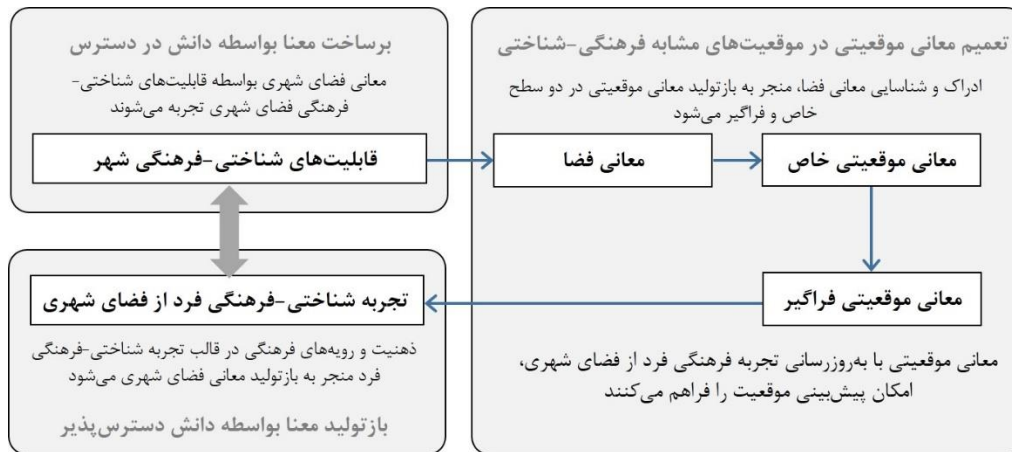 تعمیم معانی موقعیتی در موقعیت‌های مشابه فرهنگی-شناختی
ادراک و شناسایی معانی فضا، منجر به بازتولید معانی موقعیتی در دو سطح
خاص و فراگیر می‌شود
معانی فضا
معانی موقعیتی خاص
معانی موقعیتی فراگیر
معانی موقعیتی با به‌روزرسانی تجربه فرهنگی فرد از فضای شهری،
امکان پیش‌بینی موقعیت را فراهم می‌کنند
برساخت معنا بواسطه دانش در دسترس
معانی فضای شهری بواسطه قابلیت‌های شناختی-
فرهنگی فضای شهری تجربه می‌شوند
قابلیت‌های شناختی-فرهنگی شهر
تجربه شناختی-فرهنگی فرد از فضای شهری
ذهنیت و رویه‌های فرهنگی در قالب تجربه شناختی-فرهنگی
فرد منجر به بازتولید معانی فضای شهری می‌شود
بازتولید معنا بواسطه دانش دسترس‌پذیر